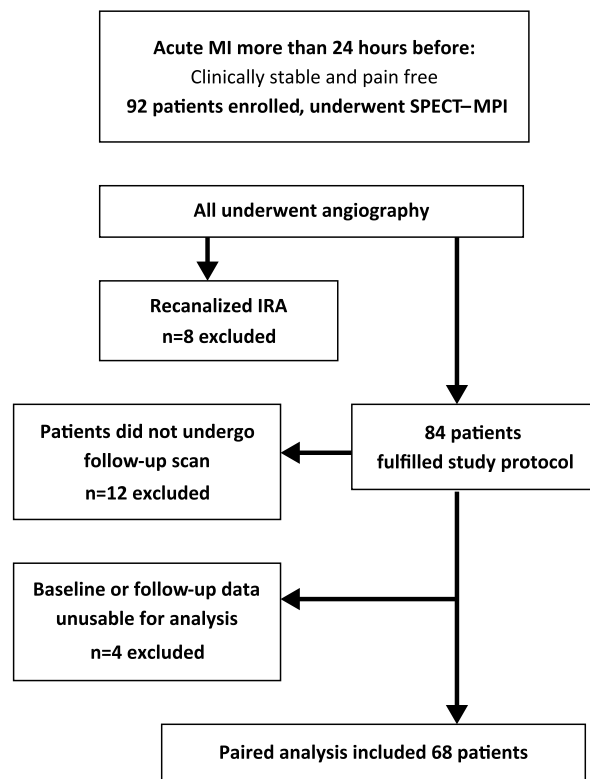 Acute MI more than 24 hours before:
Clinically stable and pain free
92 patients enrolled, underwent SPECT–MPI
All underwent angiography
Recanalized IRA
n=8 excluded
Patients did not undergo
follow-up scan
n=12 excluded
84 patients
fulfilled study protocol
Baseline or follow-up data
unusable for analysis
n=4 excluded
Paired analysis included 68 patients